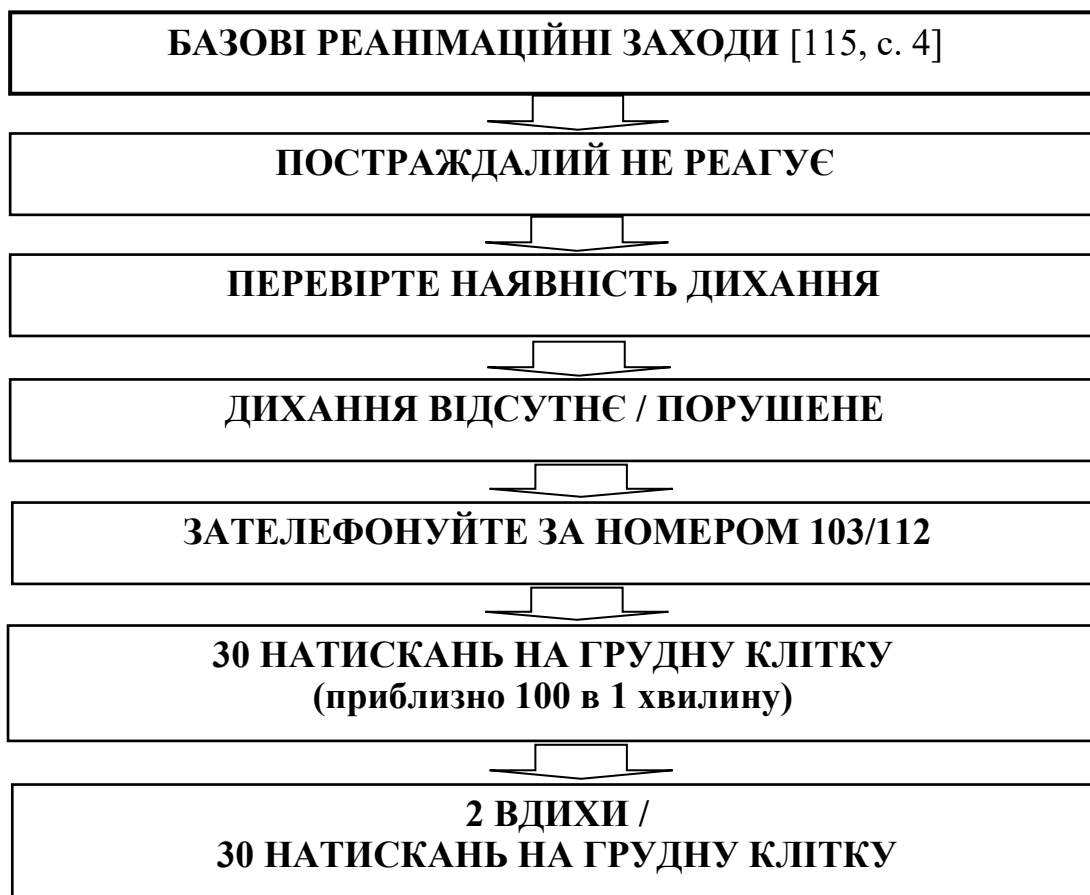 БАЗОВІ РЕАНІМАЦІЙНІ ЗАХОДИ [115, с. 4]
ПОСТРАЖДАЛИЙ НЕ РЕАГУЄ
ПЕРЕВІРТЕ НАЯВНІСТЬ ДИХАННЯ
ДИХАННЯ ВІДСУТНЄ / ПОРУШЕНЕ
ЗАТЕЛЕФОНУЙТЕ ЗА НОМЕРОМ 103/112
30 НАТИСКАНЬ НА ГРУДНУ КЛІТКУ
(приблизно 100 в 1 хвилину)
2 ВДИХИ /
30 НАТИСКАНЬ НА ГРУДНУ КЛІТКУ